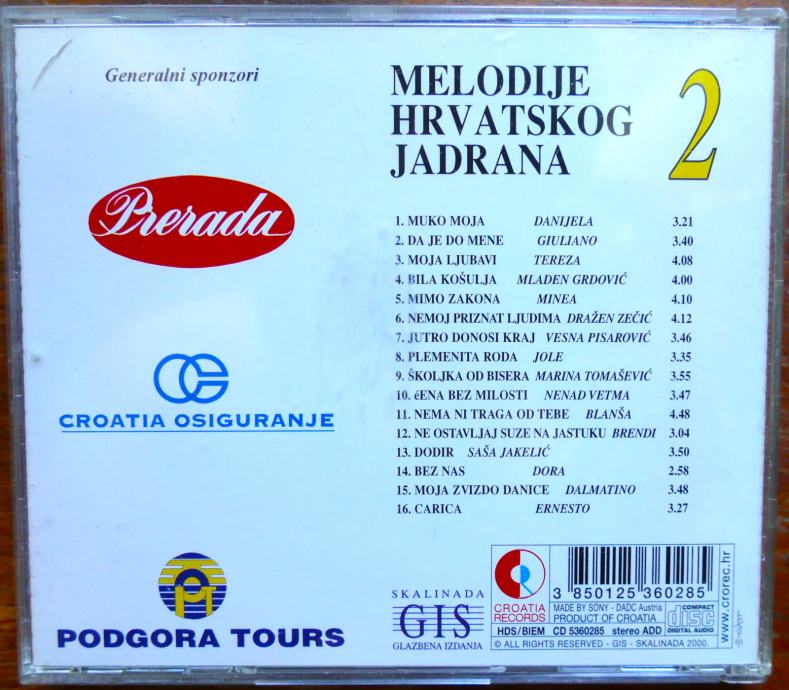 Generalni sponzori
Prerada
CROATIA OSIGURANJE
PODGORA TOURS
MELODIJE
HRVATSKOG
JADRANA
2
1. MUKO MOJA DANIJELA 3.21
2. DA JE DO MENE GIULIANO 3.40
3. MOJA LJUBAVI TEREZA 4.08
4. BILA KOŠULJA MLADEN GRDOVIĆ 4.00
5. MIMO ZAKONA MINEA 4.10
6. NEMOJ PRIZNAT LJUDIMA DRAŽEN ZEČIĆ 4.12
7. JUTRO DONOSI KRAJ VESNA PISAROVIĆ 3.46
8. PLEMENITA RODA JOLE 3.35
9. ŠKOLJKA OD BISERA MARINA TOMAŠEVIĆ 3.55
10. éENA BEZ MILOSTI NENAD VETMA 3.47
11. NEMA NI TRAGA OD TEBE BLANŠA 4.48
12. NE OSTAVLJAJ SUZE NA JASTUKU BRENDI 3.04
13. DODIR SAŠA JAKELIĆ 3.50
14. BEZ NAS DORA 2.58
15. MOJA ZVIZDO DANICE DALMATINO 3.48
16. CARICA ERNESTO 3.27
SKALINADA
GIS
GLAZBENA IZDANJA
CROATIA
RECORDS
3 850125 360285
MADE BY SONY - DADC Austria
PRODUCT OF CROATIA
COMPACT
disc
DIGITAL AUDIO
HDS/BIEM CD 5360285 stereo ADD
© ALL RIGHTS RESERVED - GIS - SKALINADA 2000.
www.crorec.hr